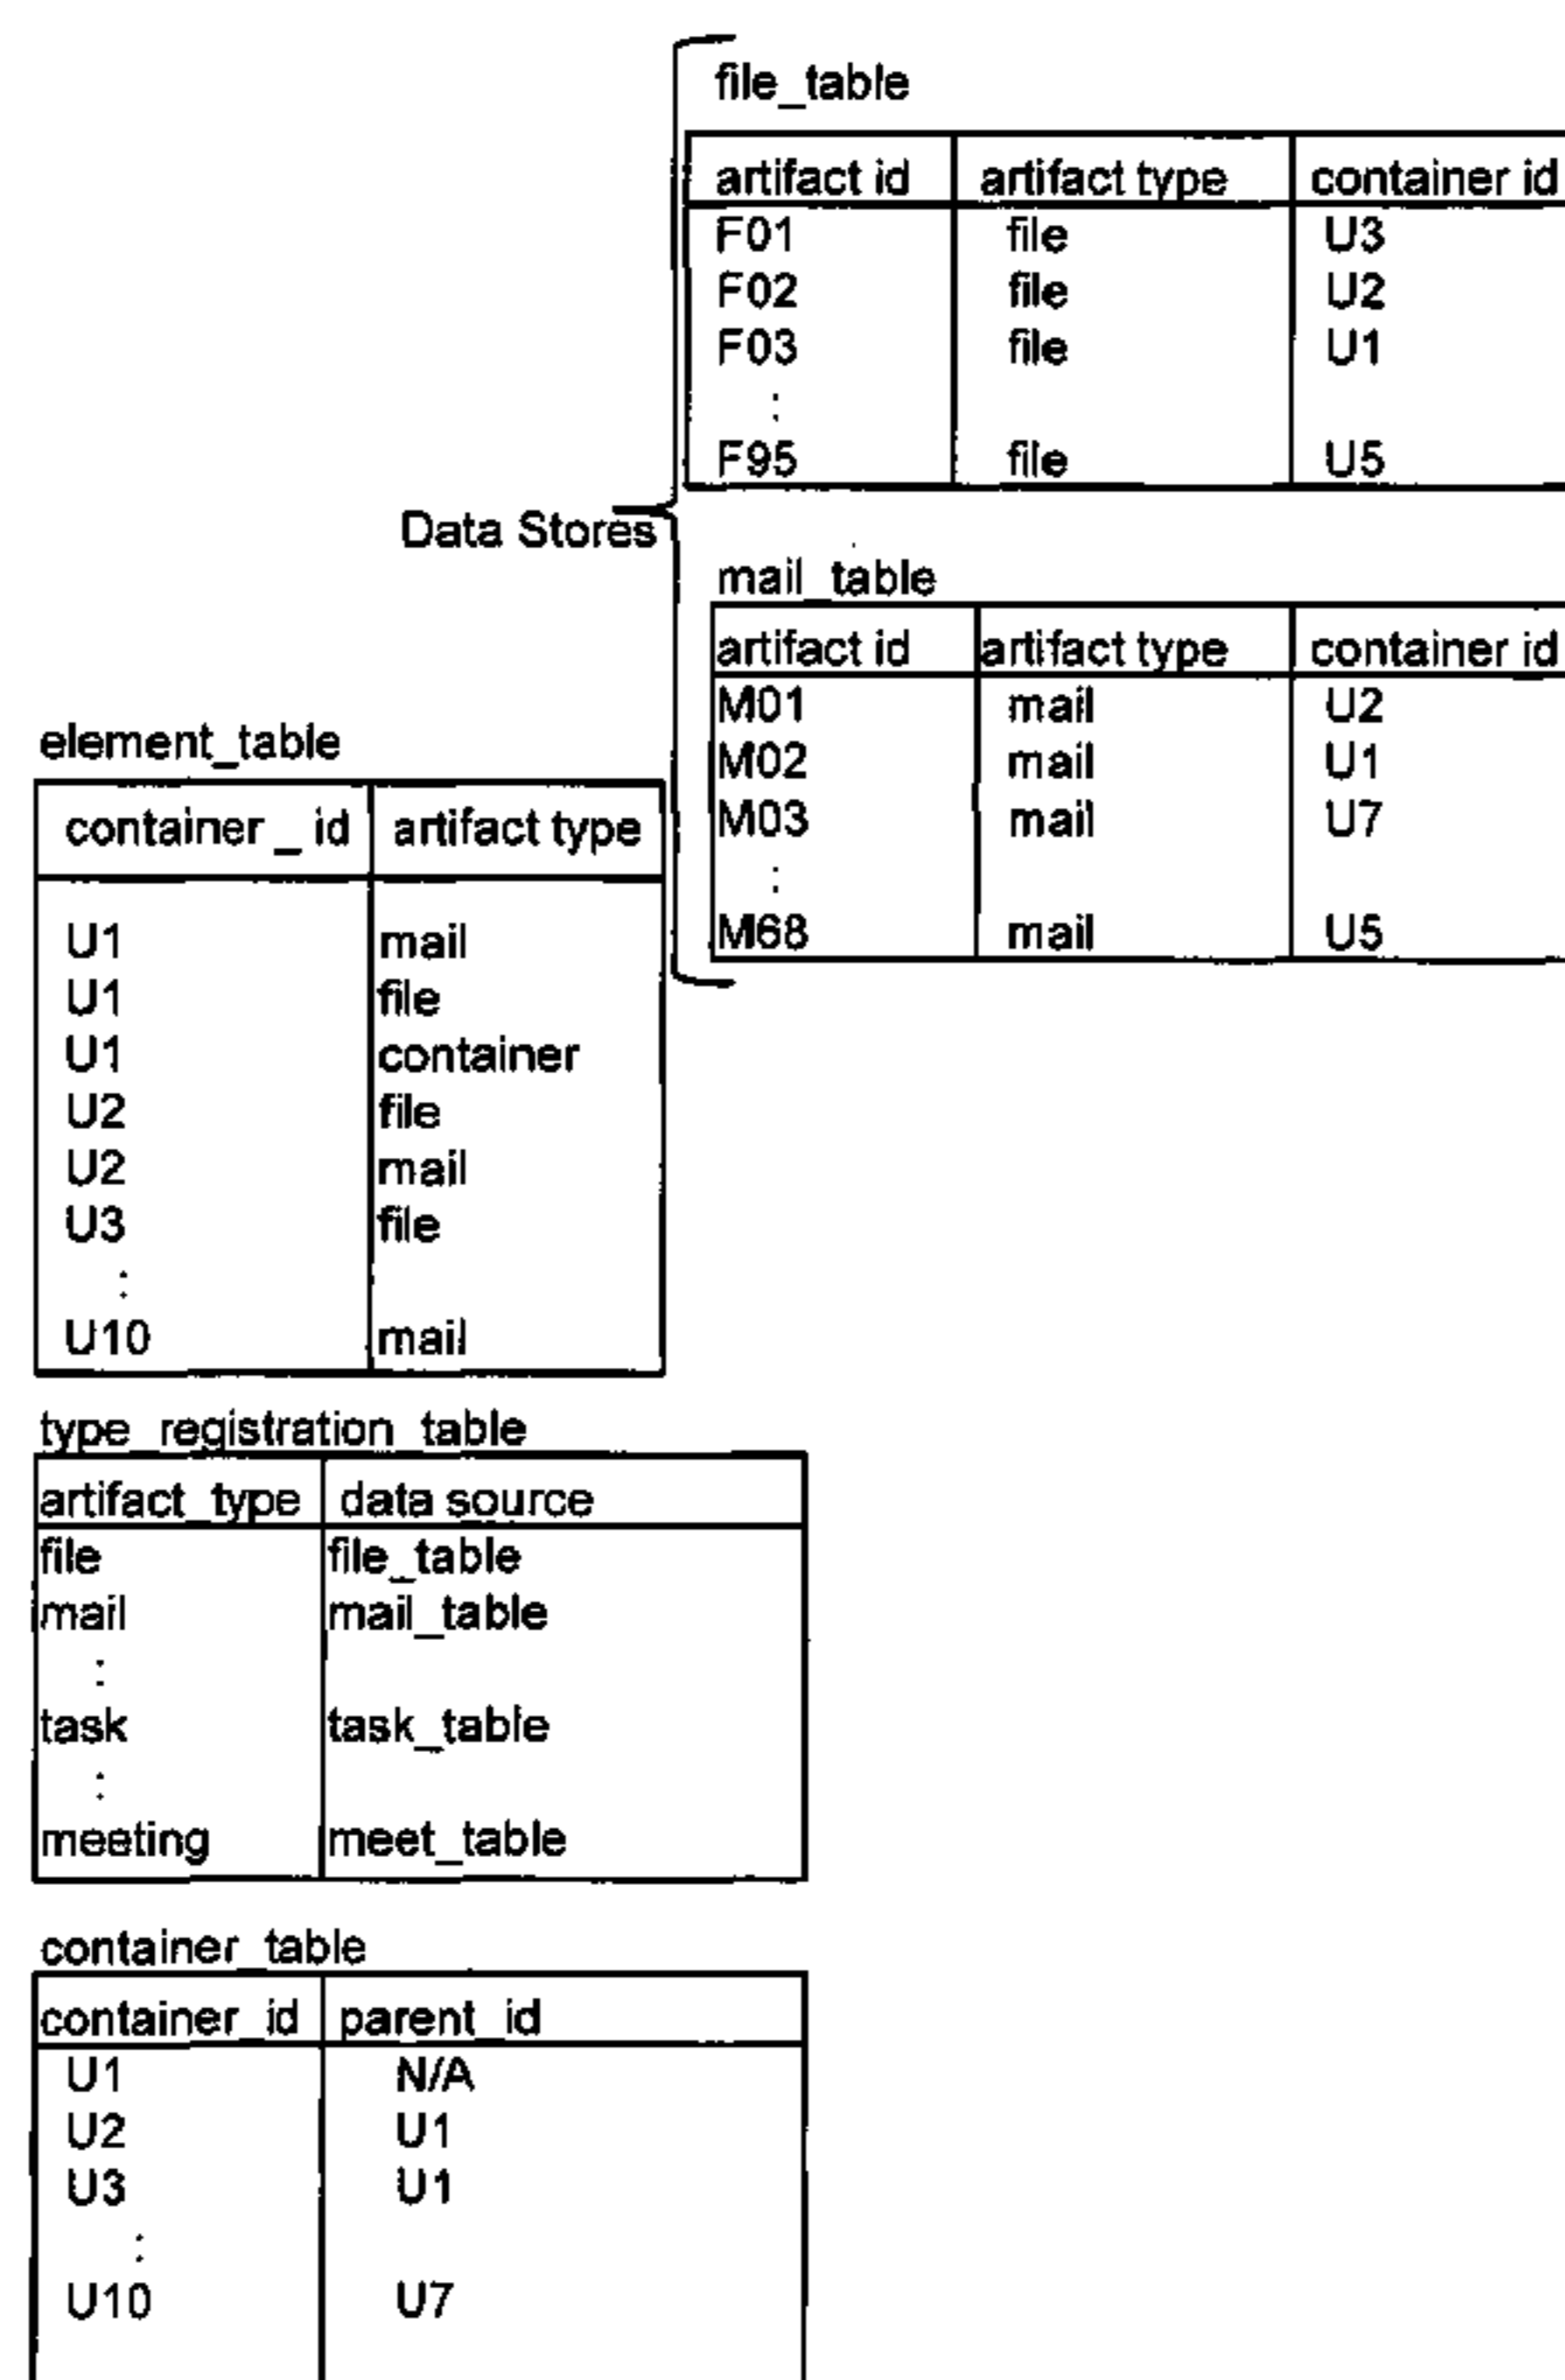 file_table
artifact id artifact type container id
F01 file U3
F02 file U2
F03 file U1
:
F95 file U5
Data Stores
mail_table
artifact id artifact type container id
M01 mail U2
M02 mail U1
M03 mail U7
:
M68 mail U5
element_table
container _ id artifact type
U1 mail
U1 file
U1 container
U2 file
U2 mail
U3 file
:
U10 mail
type_registration_table
artifact_type data source
file file_table
mail mail_table
:
task task_table
:
meeting meet_table
container_table
container_id parent_id
U1 N/A
U2 U1
U3 U1
:
U10 U7